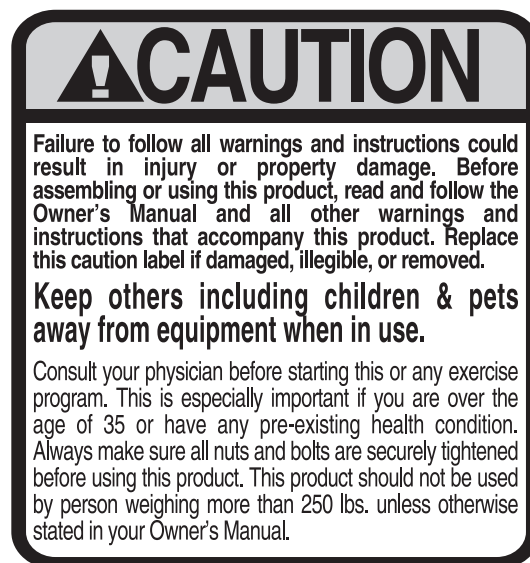 CAUTION
Failure to follow all warnings and instructions could
result in injury or property damage. Before
assembling or using this product, read and follow the
Owner's Manual and all other warnings and
instructions that accompany this product. Replace
this caution label if damaged, illegible, or removed.
Keep others including children & pets
away from equipment when in use.
Consult your physician before starting this or any exercise
program. This is especially important if you are over the
age of 35 or have any pre-existing health condition.
Always make sure all nuts and bolts are securely tightened
before using this product. This product should not be used
by person weighing more than 250 lbs. unless otherwise
stated in your Owner's Manual.